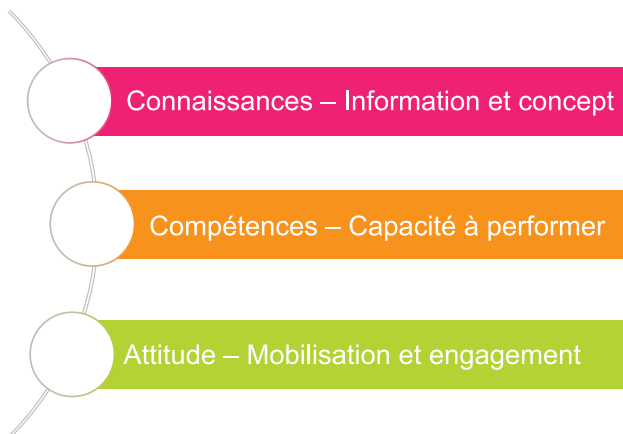 Connaissances – Information et concept
Compétences – Capacité à performer
Attitude – Mobilisation et engagement